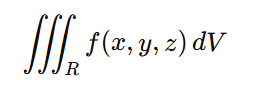 ∭_R f(x, y, z) dV